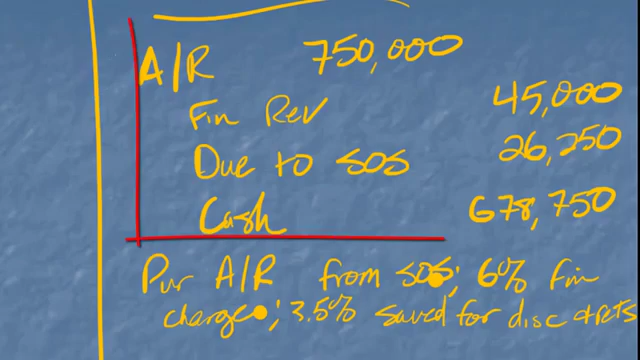 A/R 750,000
Fin Rev 45,000
Due to SOS 26,250
Cash 678,750
Pur A/R from SOS; 6% fin
charge; 3.5% saved for disc &rets